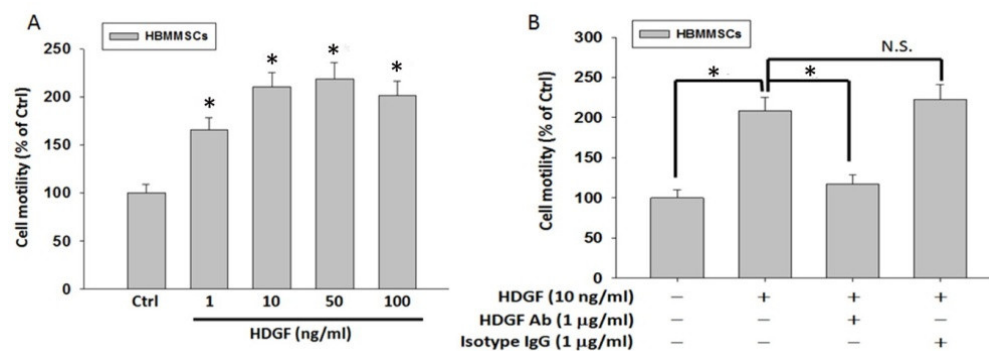 A
HBMMSCs
Cell motility (% of Ctrl)
250
200
150
100
50
0
*
*
*
*
Ctrl 1 10 50 100
HDGF (ng/ml)
B
HBMMSCs
Cell motility (% of Ctrl)
300
250
200
150
100
50
0
N.S.
*
*
HDGF (10 ng/ml) — + + +
HDGF Ab (1 μg/ml) — — + —
Isotype IgG (1 μg/ml) — — — +